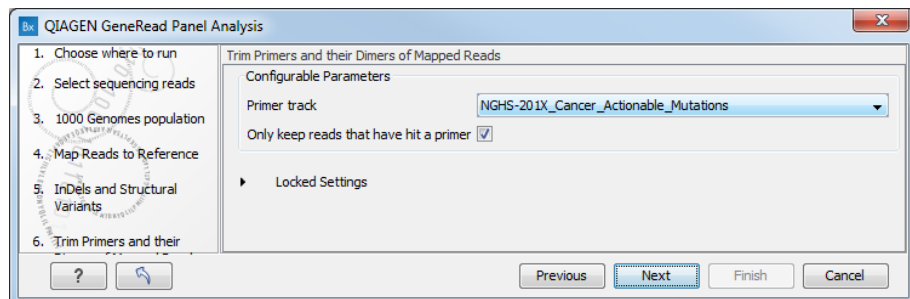 Bx QIAGEN GeneRead Panel Analysis
1. Choose where to run
2. Select sequencing reads
3. 1000 Genomes population
4. Map Reads to Reference
5. InDels and Structural
Variants
6. Trim Primers and their
Trim Primers and their Dimers of Mapped Reads
Configurable Parameters
Primer track NGHS-201X_Cancer_Actionable_Mutations
Only keep reads that have hit a primer
Locked Settings
? Previous Next Finish Cancel